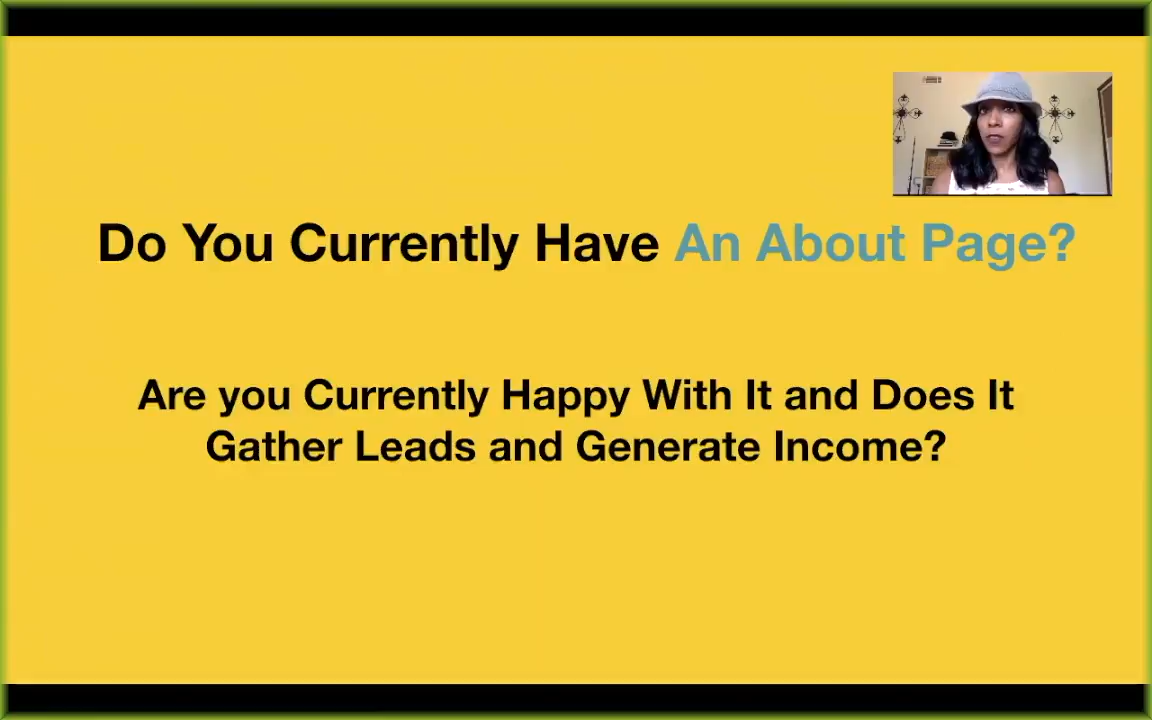 Do You Currently Have An About Page?
Are you Currently Happy With It and Does It
Gather Leads and Generate Income?